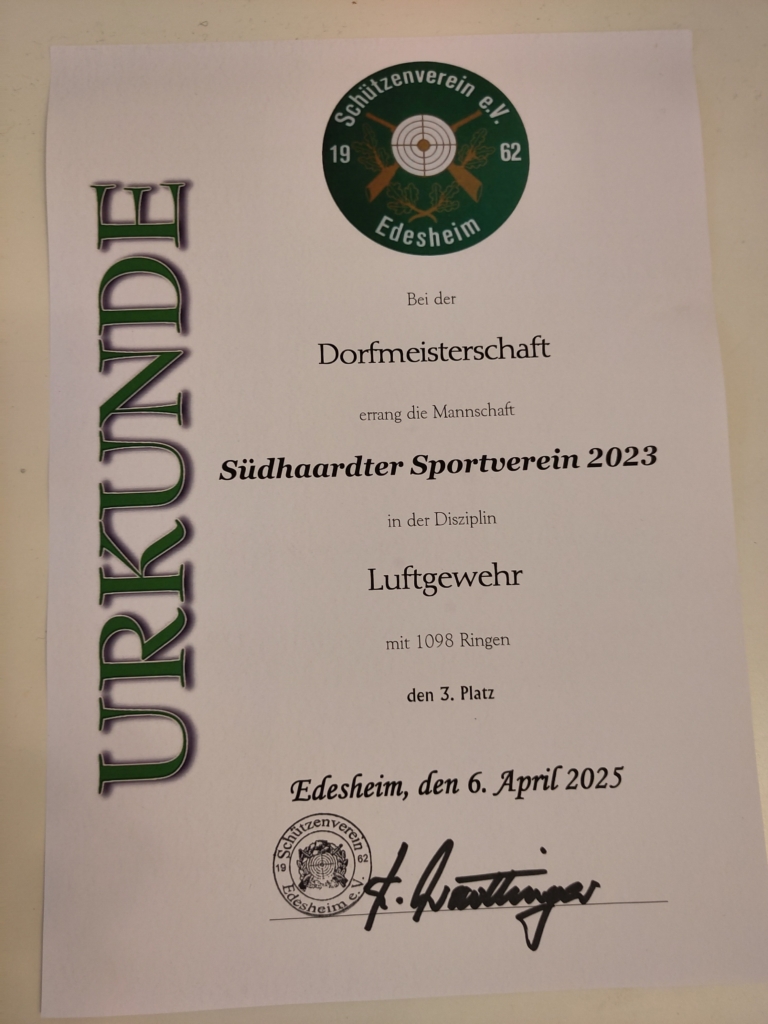 Schützenverein e.V.
19 62
Edesheim
URKUNDE
Bei der
Dorfmeisterschaft
errang die Mannschaft
Südhaardter Sportverein 2023
in der Disziplin
Luftgewehr
mit 1098 Ringen
den 3. Platz
Edesheim, den 6. April 2025
Schützenverein
19 62
Edesheim e.V.